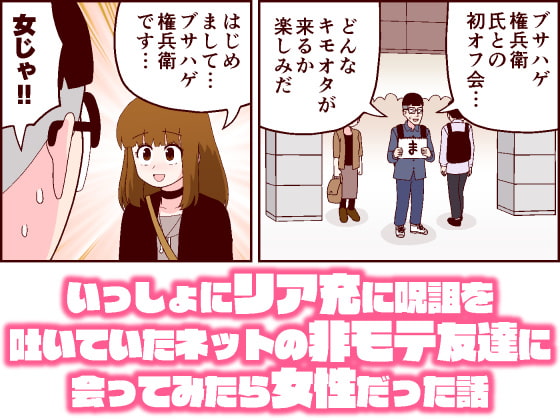 ブサハゲ
権兵衛
氏との
初オフ会…
どんな
キモオタが
来るか
楽しみだ
ま
はじめ
まして…
ブサハゲ
権兵衛
です…
女じゃ!!
いっしょにリア充に呪詛を
吐いていたネットの非モテ友達に
会ってみたら女性だった話